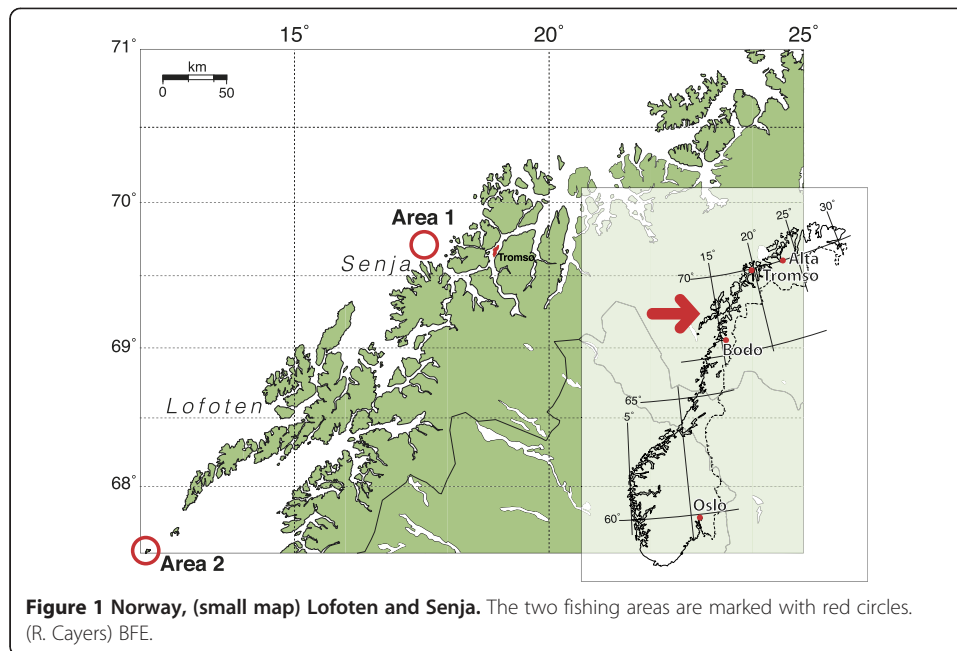 15° 20° 25°
71°
km
0 50
70°
Area 1
Senja
Tromsø
69°
Lofoten
68°
Area 2
30°
25°
20°
15°
70°
Alta
Tromsø
Bodo
65°
5°
60°
Oslo
Figure 1 Norway, (small map) Lofoten and Senja. The two fishing areas are marked with red circles.
(R. Cayers) BFE.